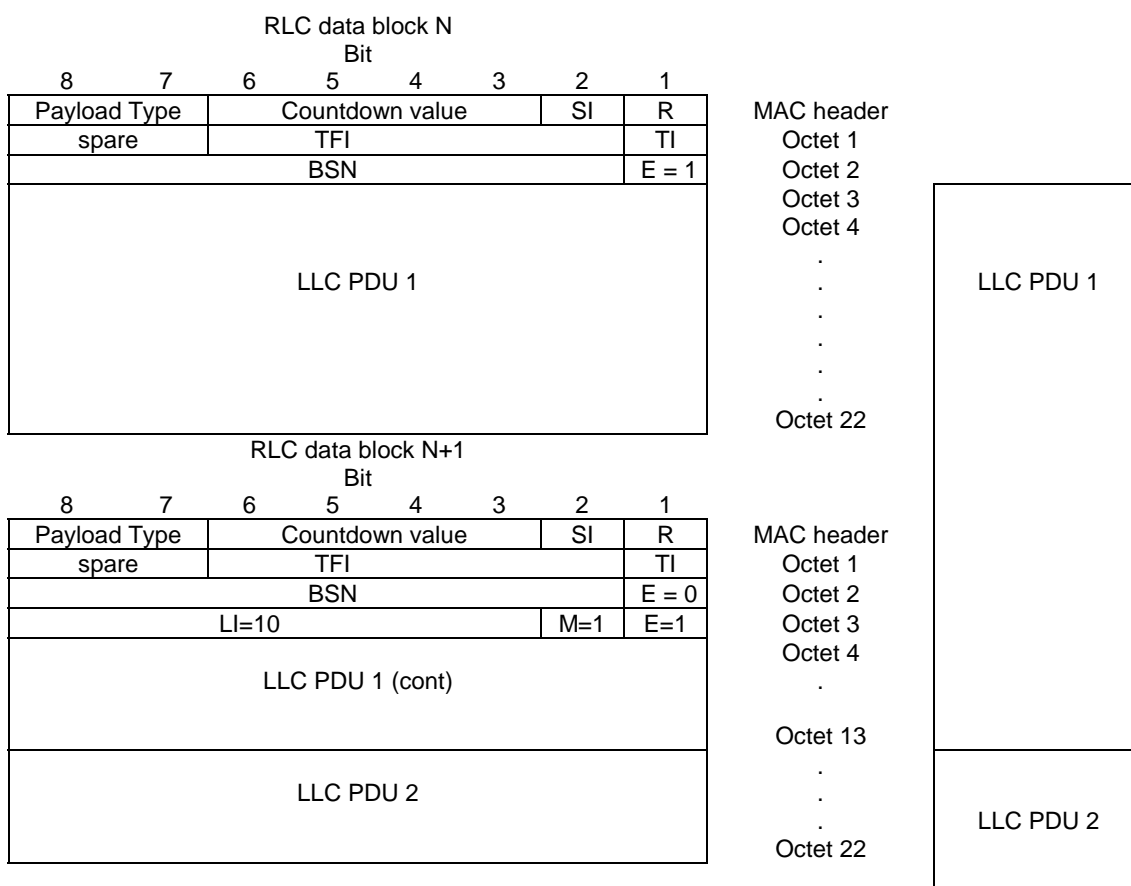 RLC data block N
Bit
8 7 6 5 4 3 2 1
Payload Type Countdown value SI R MAC header
spare TFI TI Octet 1
BSN E = 1 Octet 2
Octet 3
Octet 4
.
LLC PDU 1 . LLC PDU 1
.
.
.
.
Octet 22
RLC data block N+1
Bit
8 7 6 5 4 3 2 1
Payload Type Countdown value SI R MAC header
spare TFI TI Octet 1
BSN E = 0 Octet 2
LI=10 M=1 E=1 Octet 3
Octet 4
LLC PDU 1 (cont) .
Octet 13
.
LLC PDU 2 .
. LLC PDU 2
Octet 22